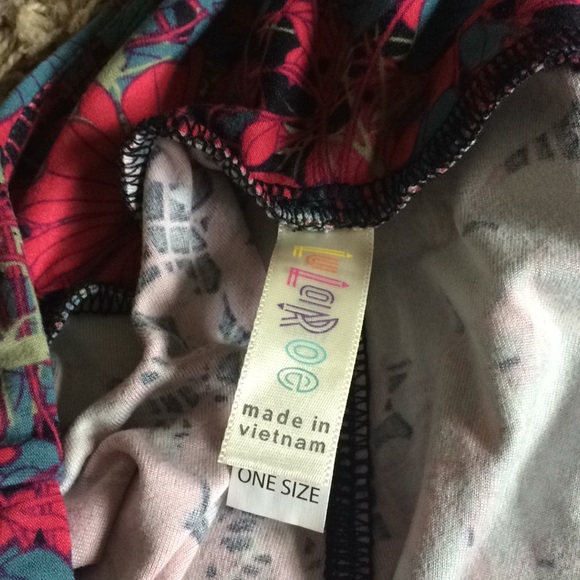 LuLaRoe
made in
vietnam
ONE SIZE